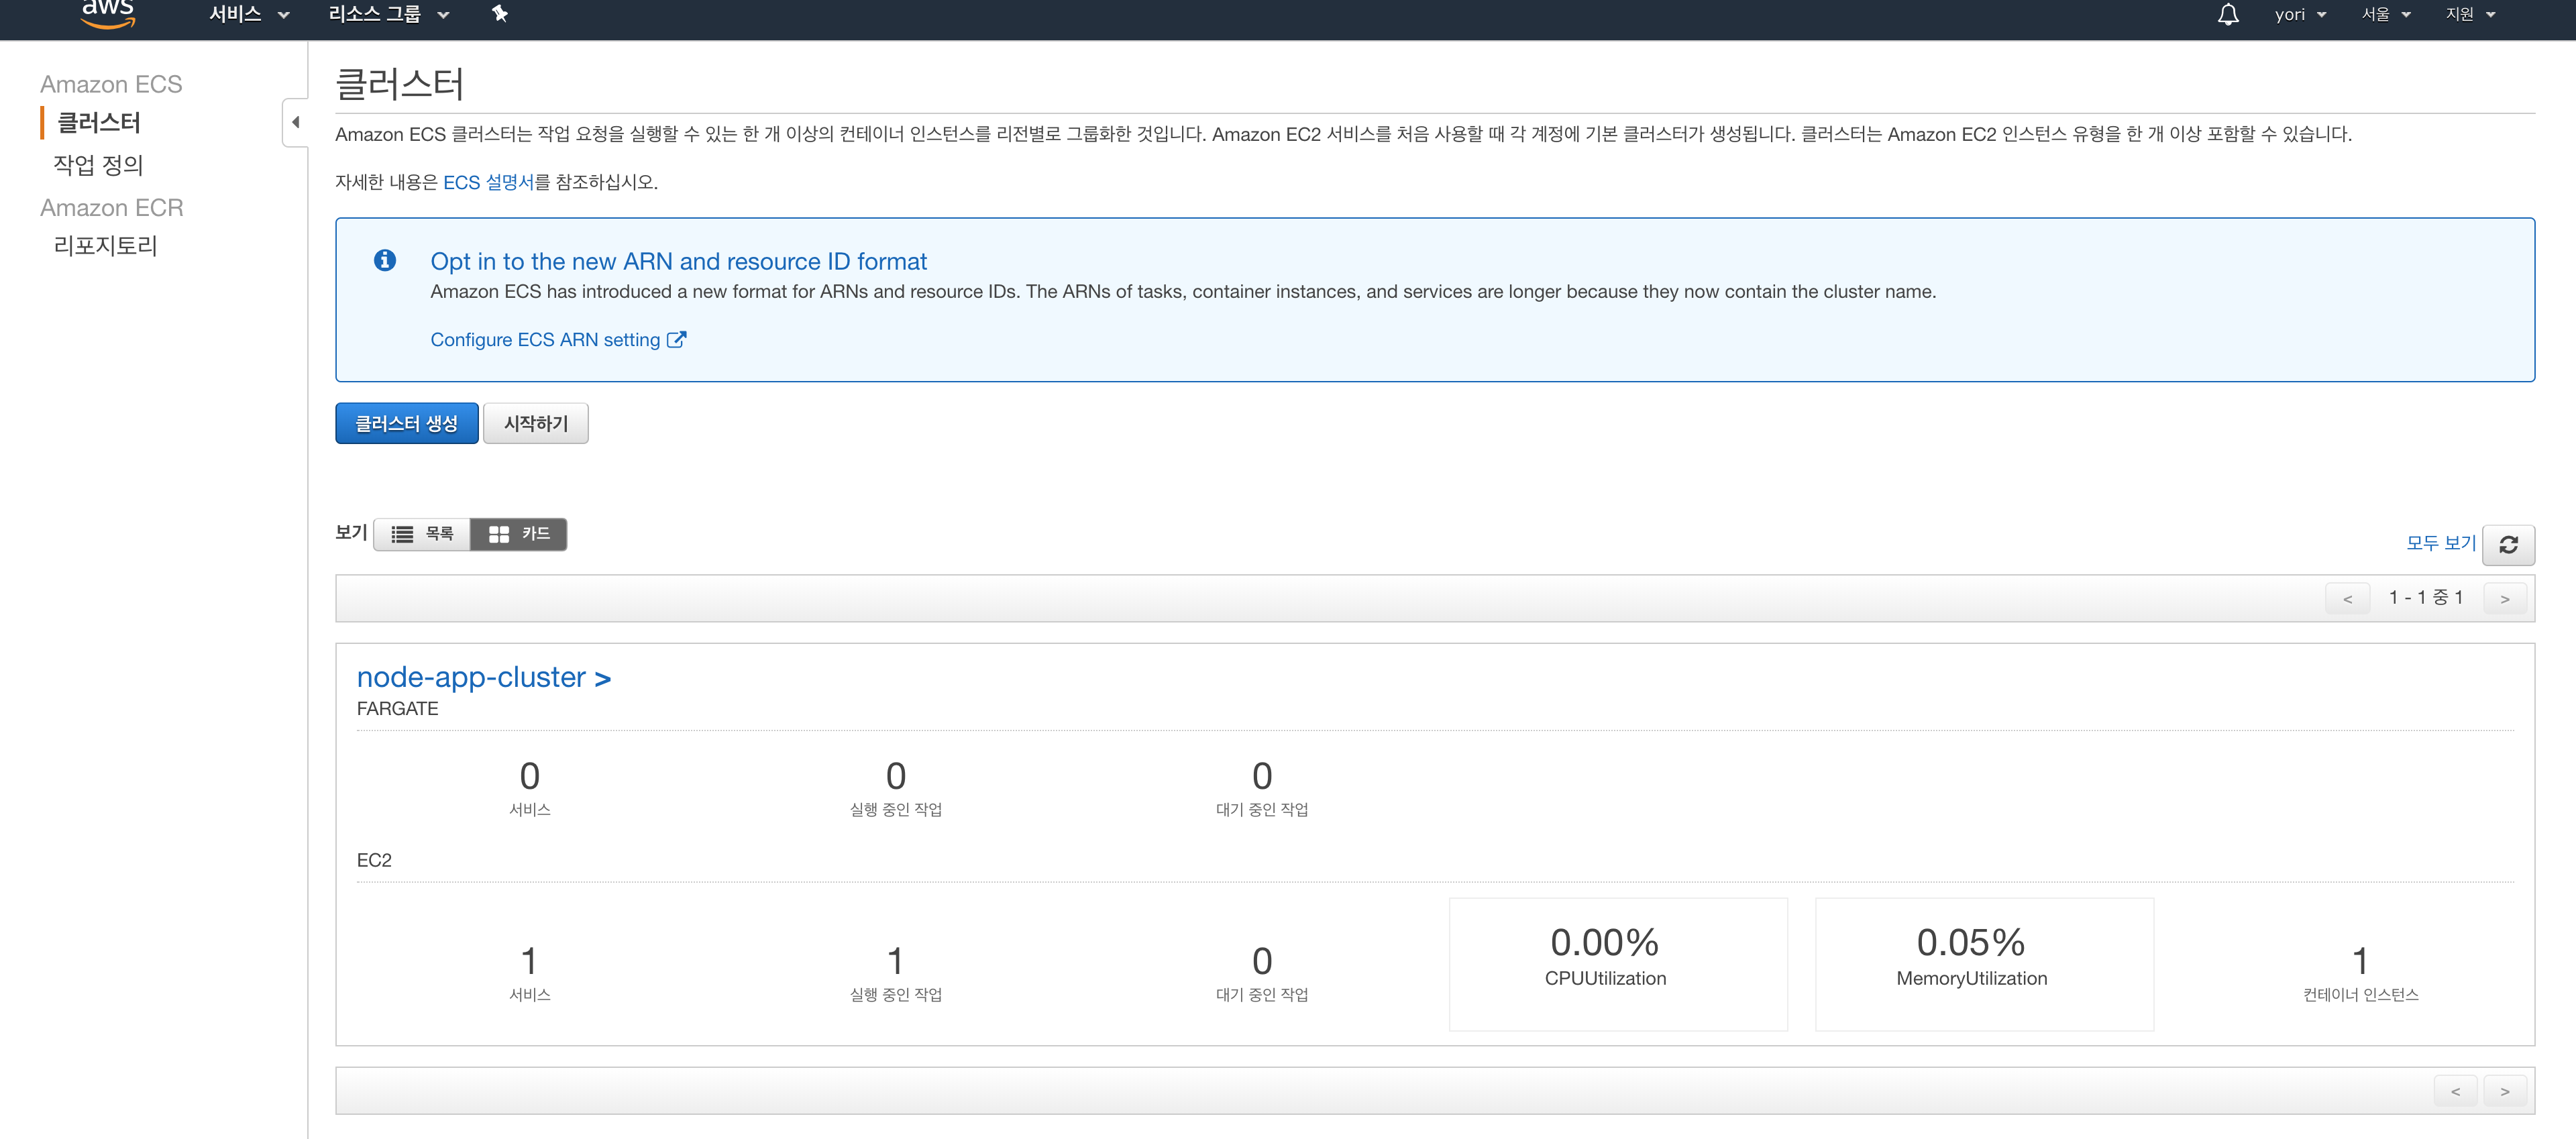 aws 서비스 리소스 그룹 yori 서울 지원
Amazon ECS
클러스터
작업 정의
Amazon ECR
리포지토리
클러스터
Amazon ECS 클러스터는 작업 요청을 실행할 수 있는 한 개 이상의 컨테이너 인스턴스를 리전별로 그룹화한 것입니다. Amazon EC2 서비스를 처음 사용할 때 각 계정에 기본 클러스터가 생성됩니다. 클러스터는 Amazon EC2 인스턴스 유형을 한 개 이상 포함할 수 있습니다.
자세한 내용은 ECS 설명서를 참조하십시오.
Opt in to the new ARN and resource ID format
Amazon ECS has introduced a new format for ARNs and resource IDs. The ARNs of tasks, container instances, and services are longer because they now contain the cluster name.
Configure ECS ARN setting
클러스터 생성 시작하기
보기 목록 카드 모두 보기
< 1 - 1 중 1 >
node-app-cluster >
FARGATE
0 0 0
서비스 실행 중인 작업 대기 중인 작업
EC2
1 1 0 0.00% 0.05% 1
서비스 실행 중인 작업 대기 중인 작업 CPUUtilization MemoryUtilization 컨테이너 인스턴스
< >